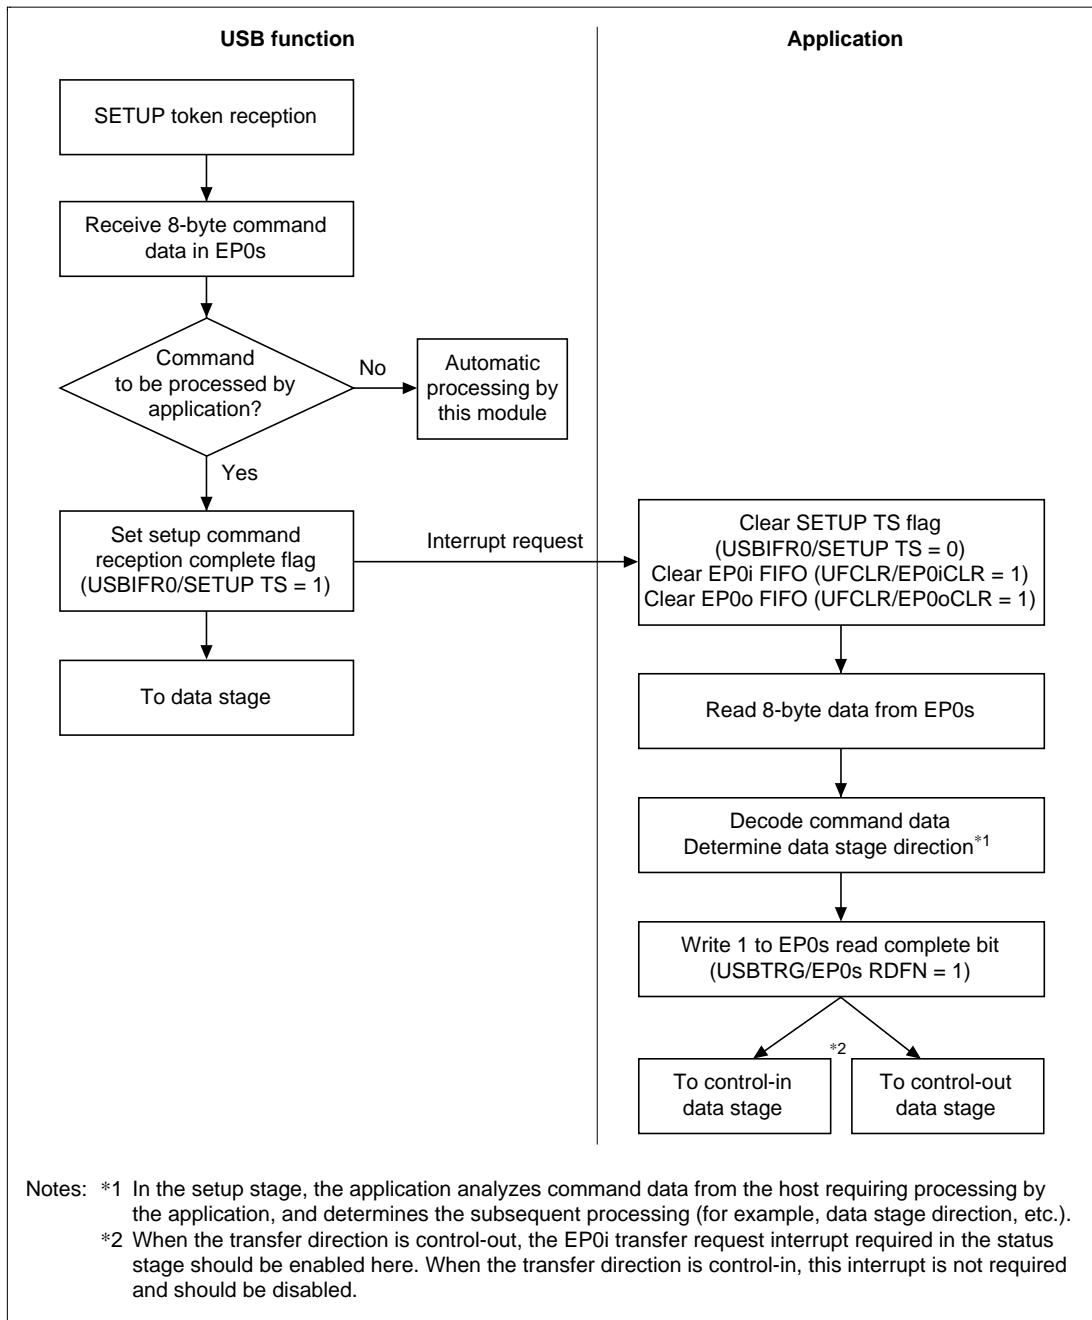 USB function
Application
SETUP token reception
Receive 8-byte command
data in EP0s
Command
to be processed by
application?
No
Automatic
processing by
this module
Yes
Set setup command
reception complete flag
(USBIFR0/SETUP TS = 1)
Interrupt request
To data stage
Clear SETUP TS flag
(USBIFR0/SETUP TS = 0)
Clear EP0i FIFO (UFCLR/EP0iCLR = 1)
Clear EP0o FIFO (UFCLR/EP0oCLR = 1)
Read 8-byte data from EP0s
Decode command data
Determine data stage direction*1
Write 1 to EP0s read complete bit
(USBTRG/EP0s RDFN = 1)
*2
To control-in
data stage
To control-out
data stage
Notes: *1 In the setup stage, the application analyzes command data from the host requiring processing by
the application, and determines the subsequent processing (for example, data stage direction, etc.).
*2 When the transfer direction is control-out, the EP0i transfer request interrupt required in the status
stage should be enabled here. When the transfer direction is control-in, this interrupt is not required
and should be disabled.